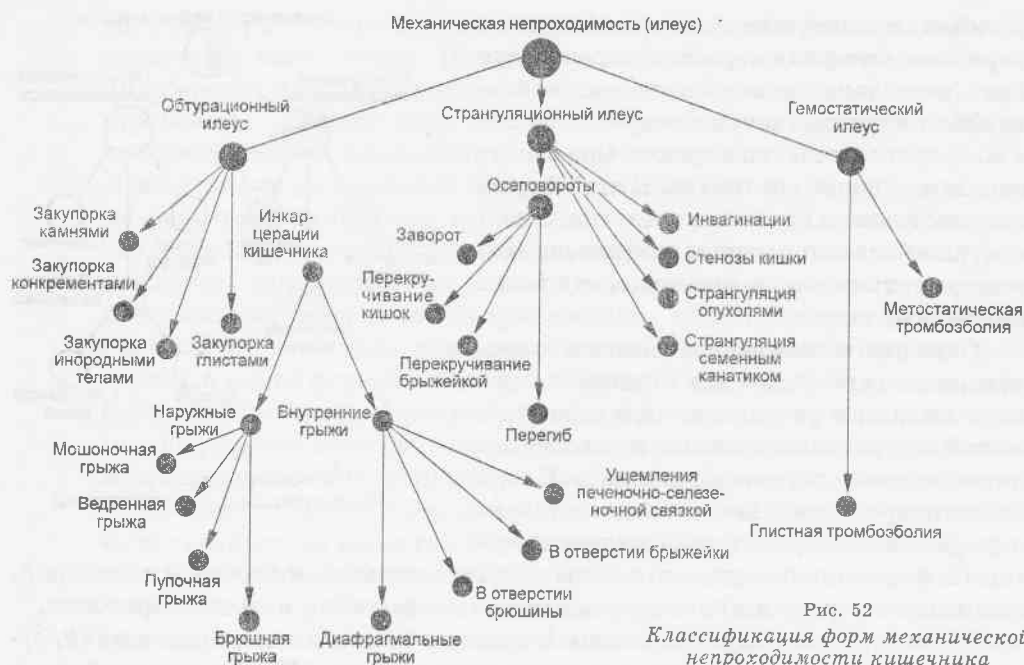 Механическая непроходимость (илеус)
Обтурационный
илеус
Странгуляционный илеус
Гемостатический
илеус
Осеповороты
Закупорка
камнями
Инкар-
церации
кишечника
Заворот
Инвагинации
Закупорка
конкрементами
Перекру-
чивание
кишок
Стенозы кишки
Странгуляция
опухолями
Метостатическая
тромбоэболия
Закупорка
инородными
телами
Закупорка
глистами
Перекручивание
брыжейкой
Странгуляция
семенным
канатиком
Наружные
грыжи
Внутренние
грыжи
Перегиб
Мошоночная
грыжа
Ущемления
печеночно-селезе-
ночной связкой
Ведренная
грыжа
Глистная тромбоэболия
В отверстии брыжейки
Пупочная
грыжа
В отверстии
брюшины
Брюшная
грыжа
Диафрагмальные
грыжи
Рис. 52
Классификация форм механической
непроходимости кишечника